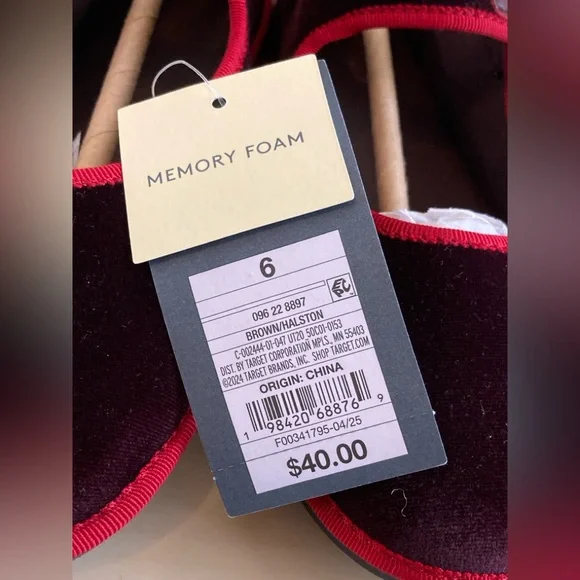 MEMORY FOAM
6
096 22 8897
BROWN/HALSTON
C-002444-01-047 UT20 50C01-0153
DIST. BY TARGET CORPORATION MPLS., MN 55403
©2024 TARGET BRANDS, INC. SHOP TARGET.COM
ORIGIN: CHINA
1 98420 68876 9
F00341795-04/25
$40.00